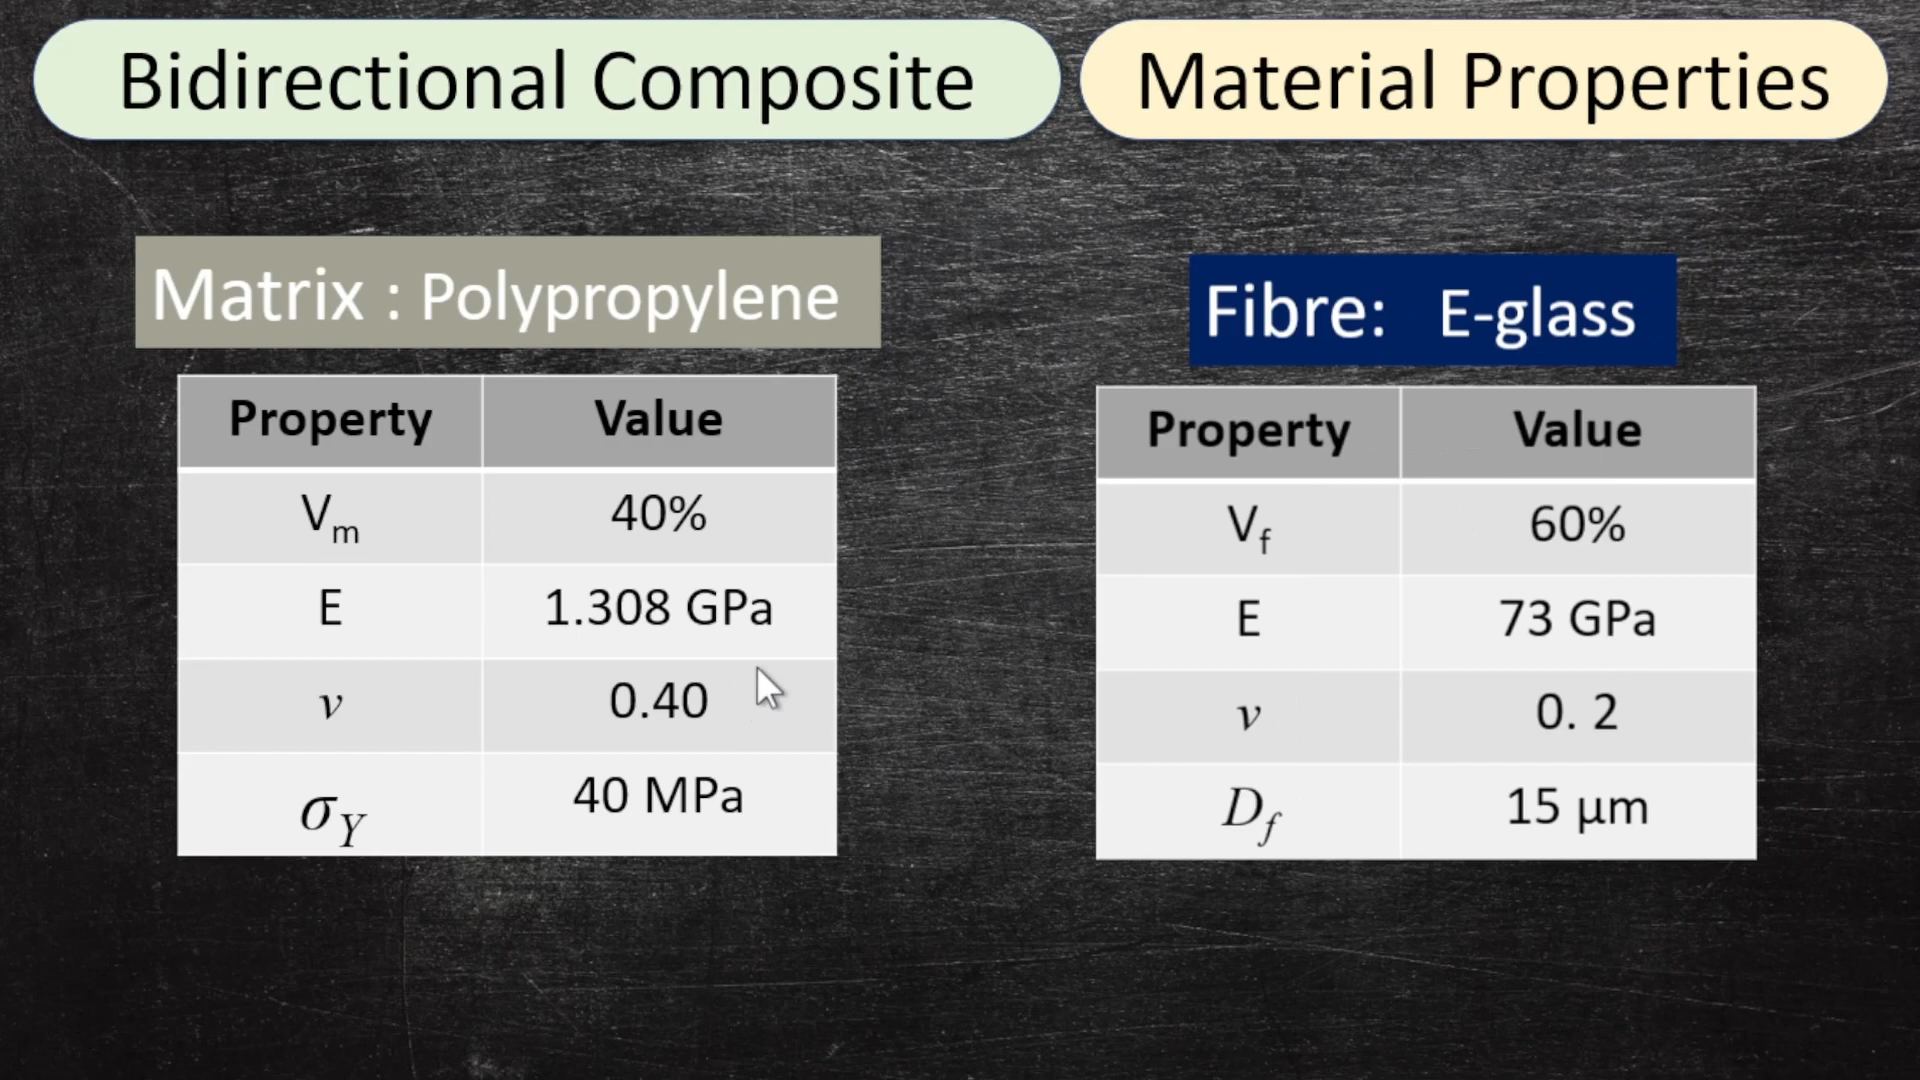 Bidirectional Composite
Material Properties
Matrix : Polypropylene
Property Value
Vm 40%
E 1.308 GPa
ν 0.40
σY 40 MPa
Fibre: E-glass
Property Value
Vf 60%
E 73 GPa
ν 0. 2
Df 15 μm